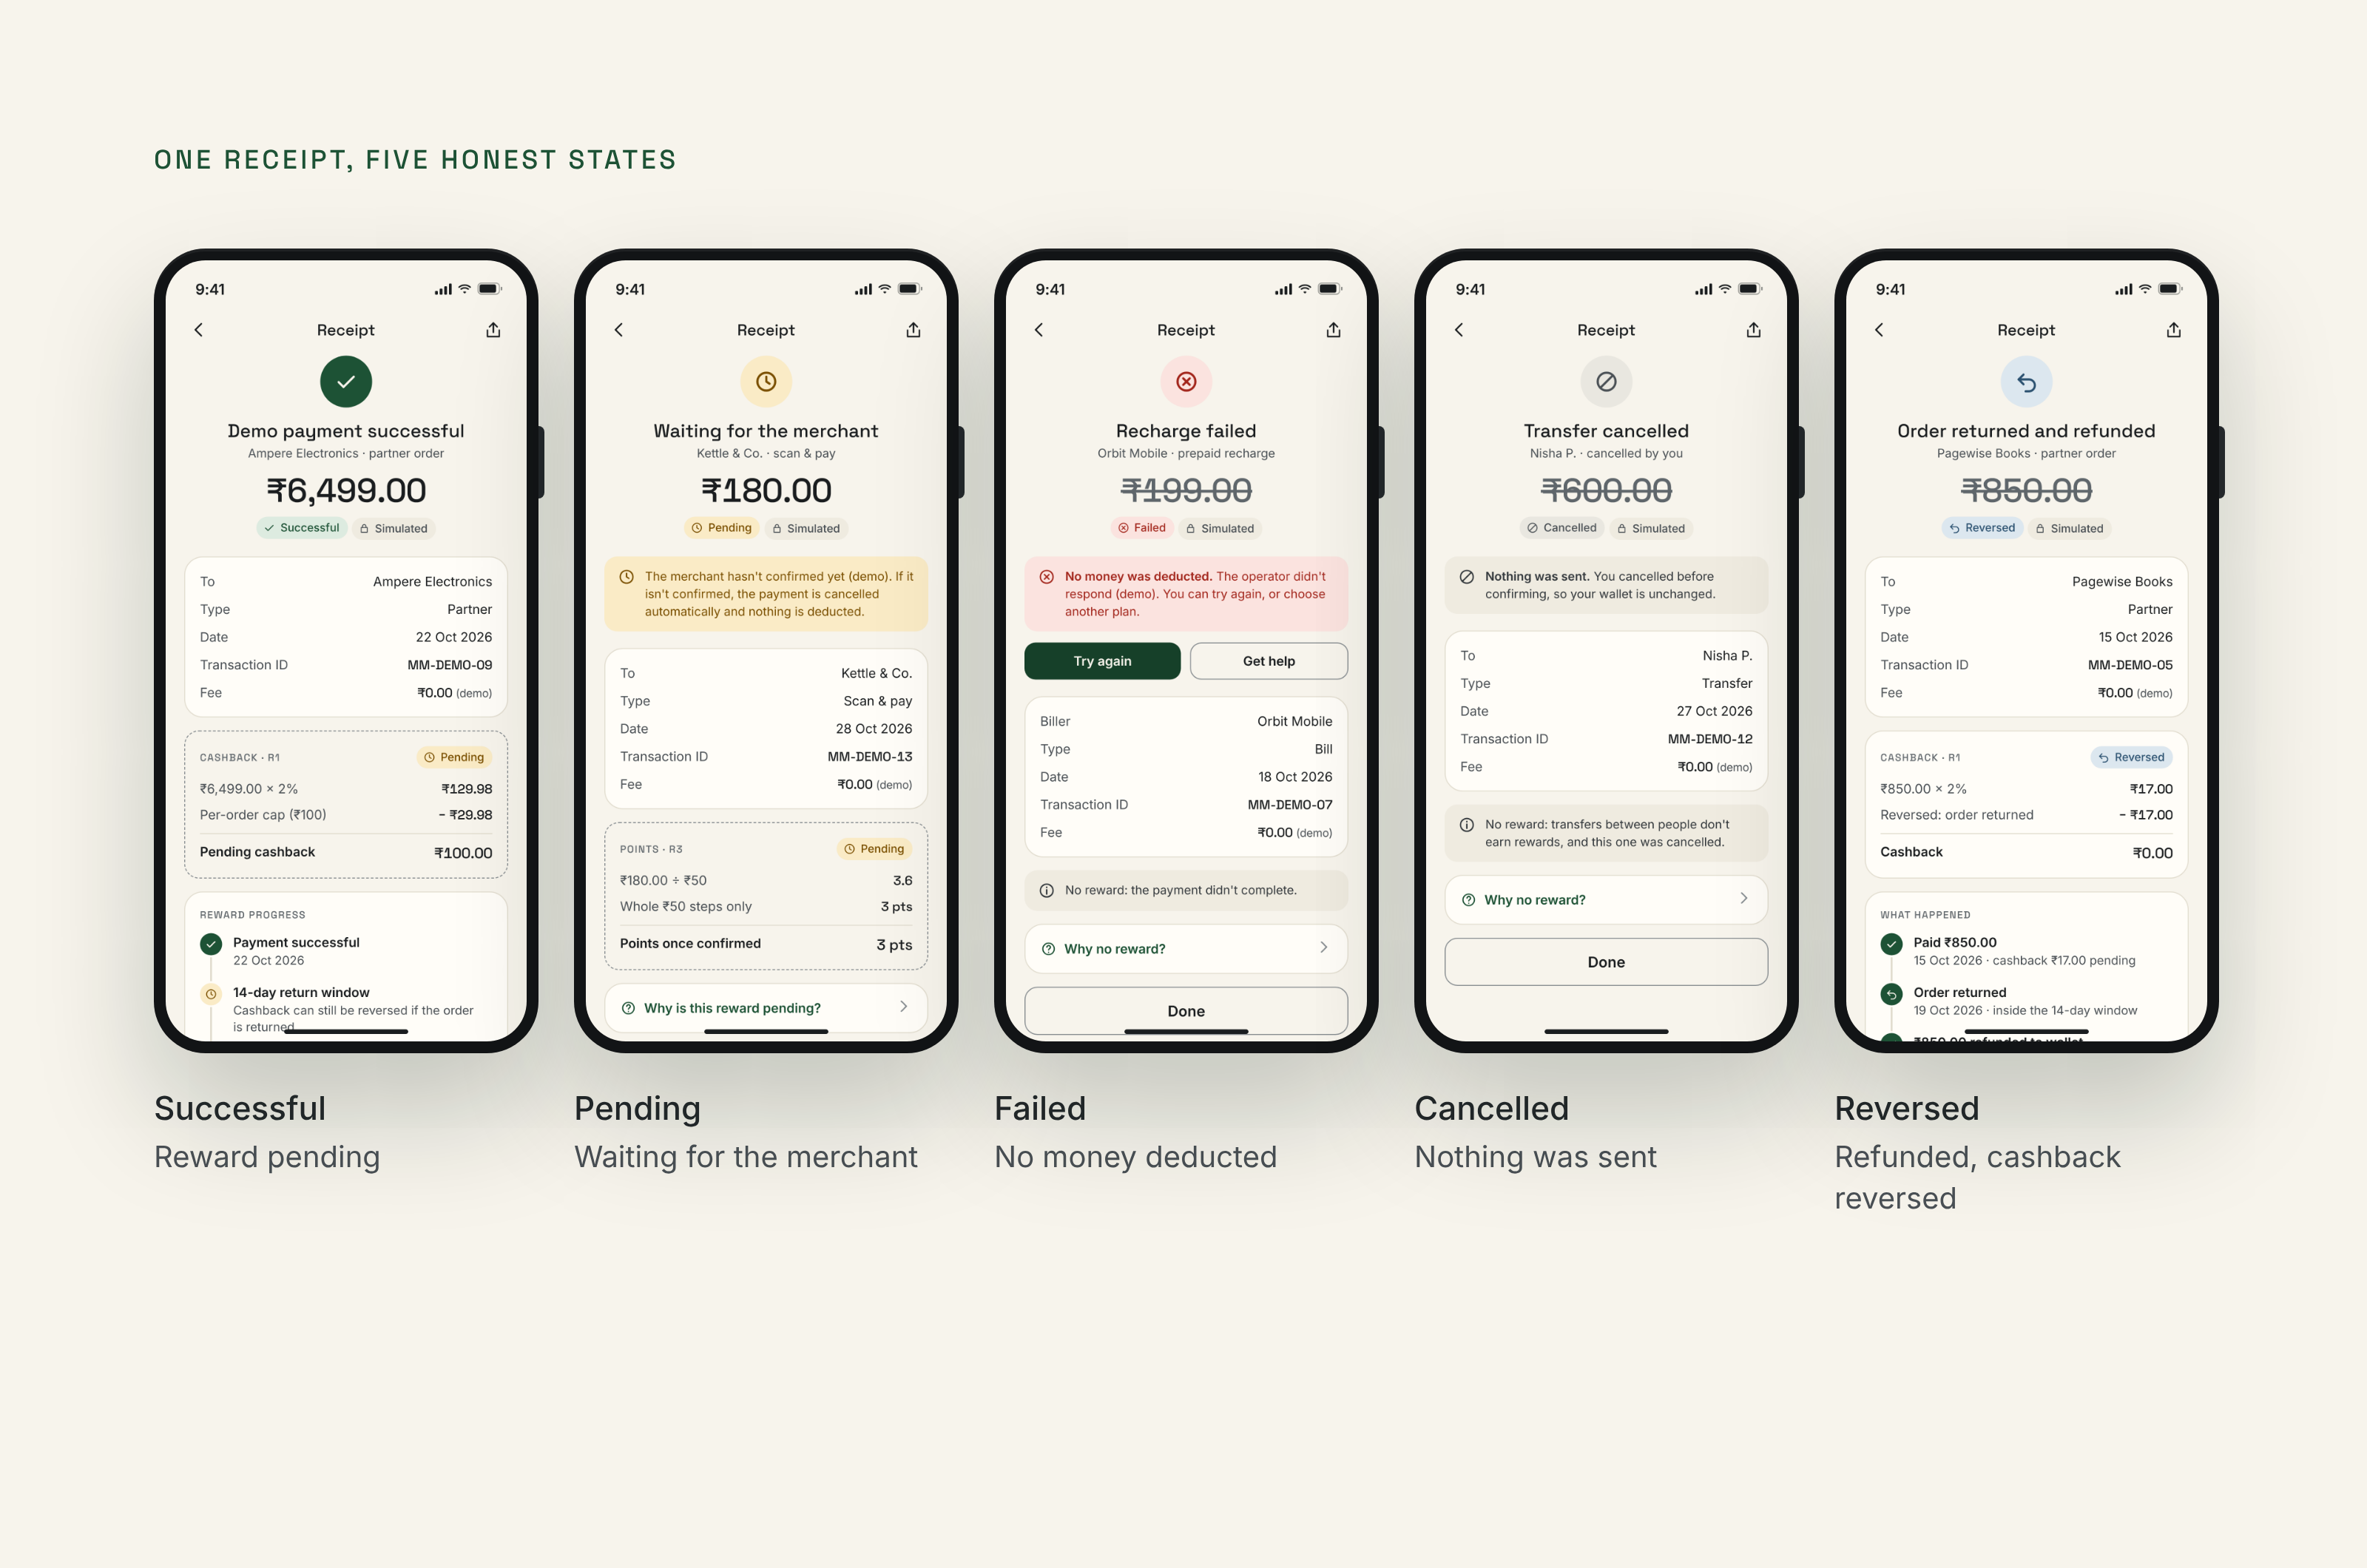 ONE RECEIPT, FIVE HONEST STATES
9:41
Receipt
Demo payment successful
Ampere Electronics · partner order
₹6,499.00
Successful Simulated
To Ampere Electronics
Type Partner
Date 22 Oct 2026
Transaction ID MM-DEMO-09
Fee ₹0.00 (demo)
CASHBACK · R1 Pending
₹6,499.00 × 2% ₹129.98
Per-order cap (₹100) − ₹29.98
Pending cashback ₹100.00
REWARD PROGRESS
Payment successful
22 Oct 2026
14-day return window
Cashback can still be reversed if the order
is returned
Successful
Reward pending
9:41
Receipt
Waiting for the merchant
Kettle & Co. · scan & pay
₹180.00
Pending Simulated
The merchant hasn't confirmed yet (demo). If it
isn't confirmed, the payment is cancelled
automatically and nothing is deducted.
To Kettle & Co.
Type Scan & pay
Date 28 Oct 2026
Transaction ID MM-DEMO-13
Fee ₹0.00 (demo)
POINTS · R3 Pending
₹180.00 ÷ ₹50 3.6
Whole ₹50 steps only 3 pts
Points once confirmed 3 pts
Why is this reward pending?
Pending
Waiting for the merchant
9:41
Receipt
Recharge failed
Orbit Mobile · prepaid recharge
₹199.00
Failed Simulated
No money was deducted. The operator didn't
respond (demo). You can try again, or choose
another plan.
Try again Get help
Biller Orbit Mobile
Type Bill
Date 18 Oct 2026
Transaction ID MM-DEMO-07
Fee ₹0.00 (demo)
No reward: the payment didn't complete.
Why no reward?
Done
Failed
No money deducted
9:41
Receipt
Transfer cancelled
Nisha P. · cancelled by you
₹600.00
Cancelled Simulated
Nothing was sent. You cancelled before
confirming, so your wallet is unchanged.
To Nisha P.
Type Transfer
Date 27 Oct 2026
Transaction ID MM-DEMO-12
Fee ₹0.00 (demo)
No reward: transfers between people don't
earn rewards, and this one was cancelled.
Why no reward?
Done
Cancelled
Nothing was sent
9:41
Receipt
Order returned and refunded
Pagewise Books · partner order
₹850.00
Reversed Simulated
To Pagewise Books
Type Partner
Date 15 Oct 2026
Transaction ID MM-DEMO-05
Fee ₹0.00 (demo)
CASHBACK · R1 Reversed
₹850.00 × 2% ₹17.00
Reversed: order returned − ₹17.00
Cashback ₹0.00
WHAT HAPPENED
Paid ₹850.00
15 Oct 2026 · cashback ₹17.00 pending
Order returned
19 Oct 2026 · inside the 14-day window
₹850.00 refunded to wallet
Reversed
Refunded, cashback
reversed